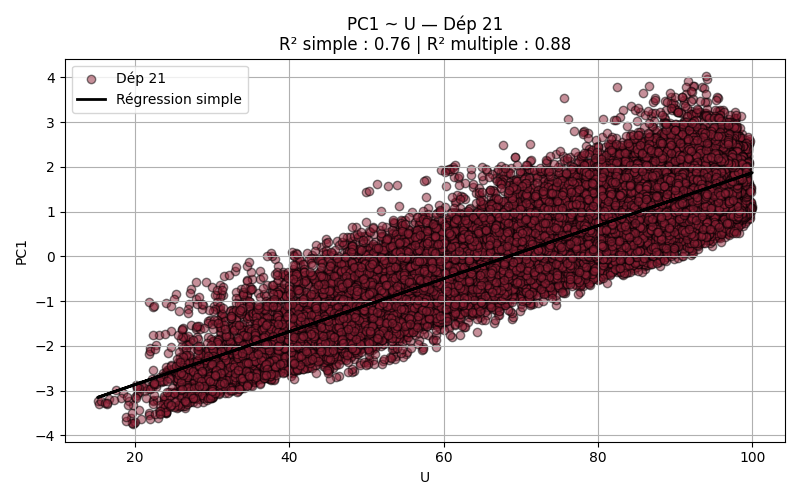 PC1 ~ U — Dép 21
R² simple : 0.76 | R² multiple : 0.88
Dép 21
Régression simple
PC1
4
3
2
1
0
−1
−2
−3
−4
20
40
60
80
100
U